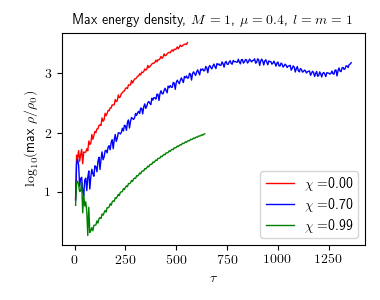 Max energy density, M = 1, μ = 0.4, l = m = 1
log₁₀(max ρ/ρ₀)
3
2
1
χ =0.00
χ =0.70
χ =0.99
0 250 500 750 1000 1250
τ